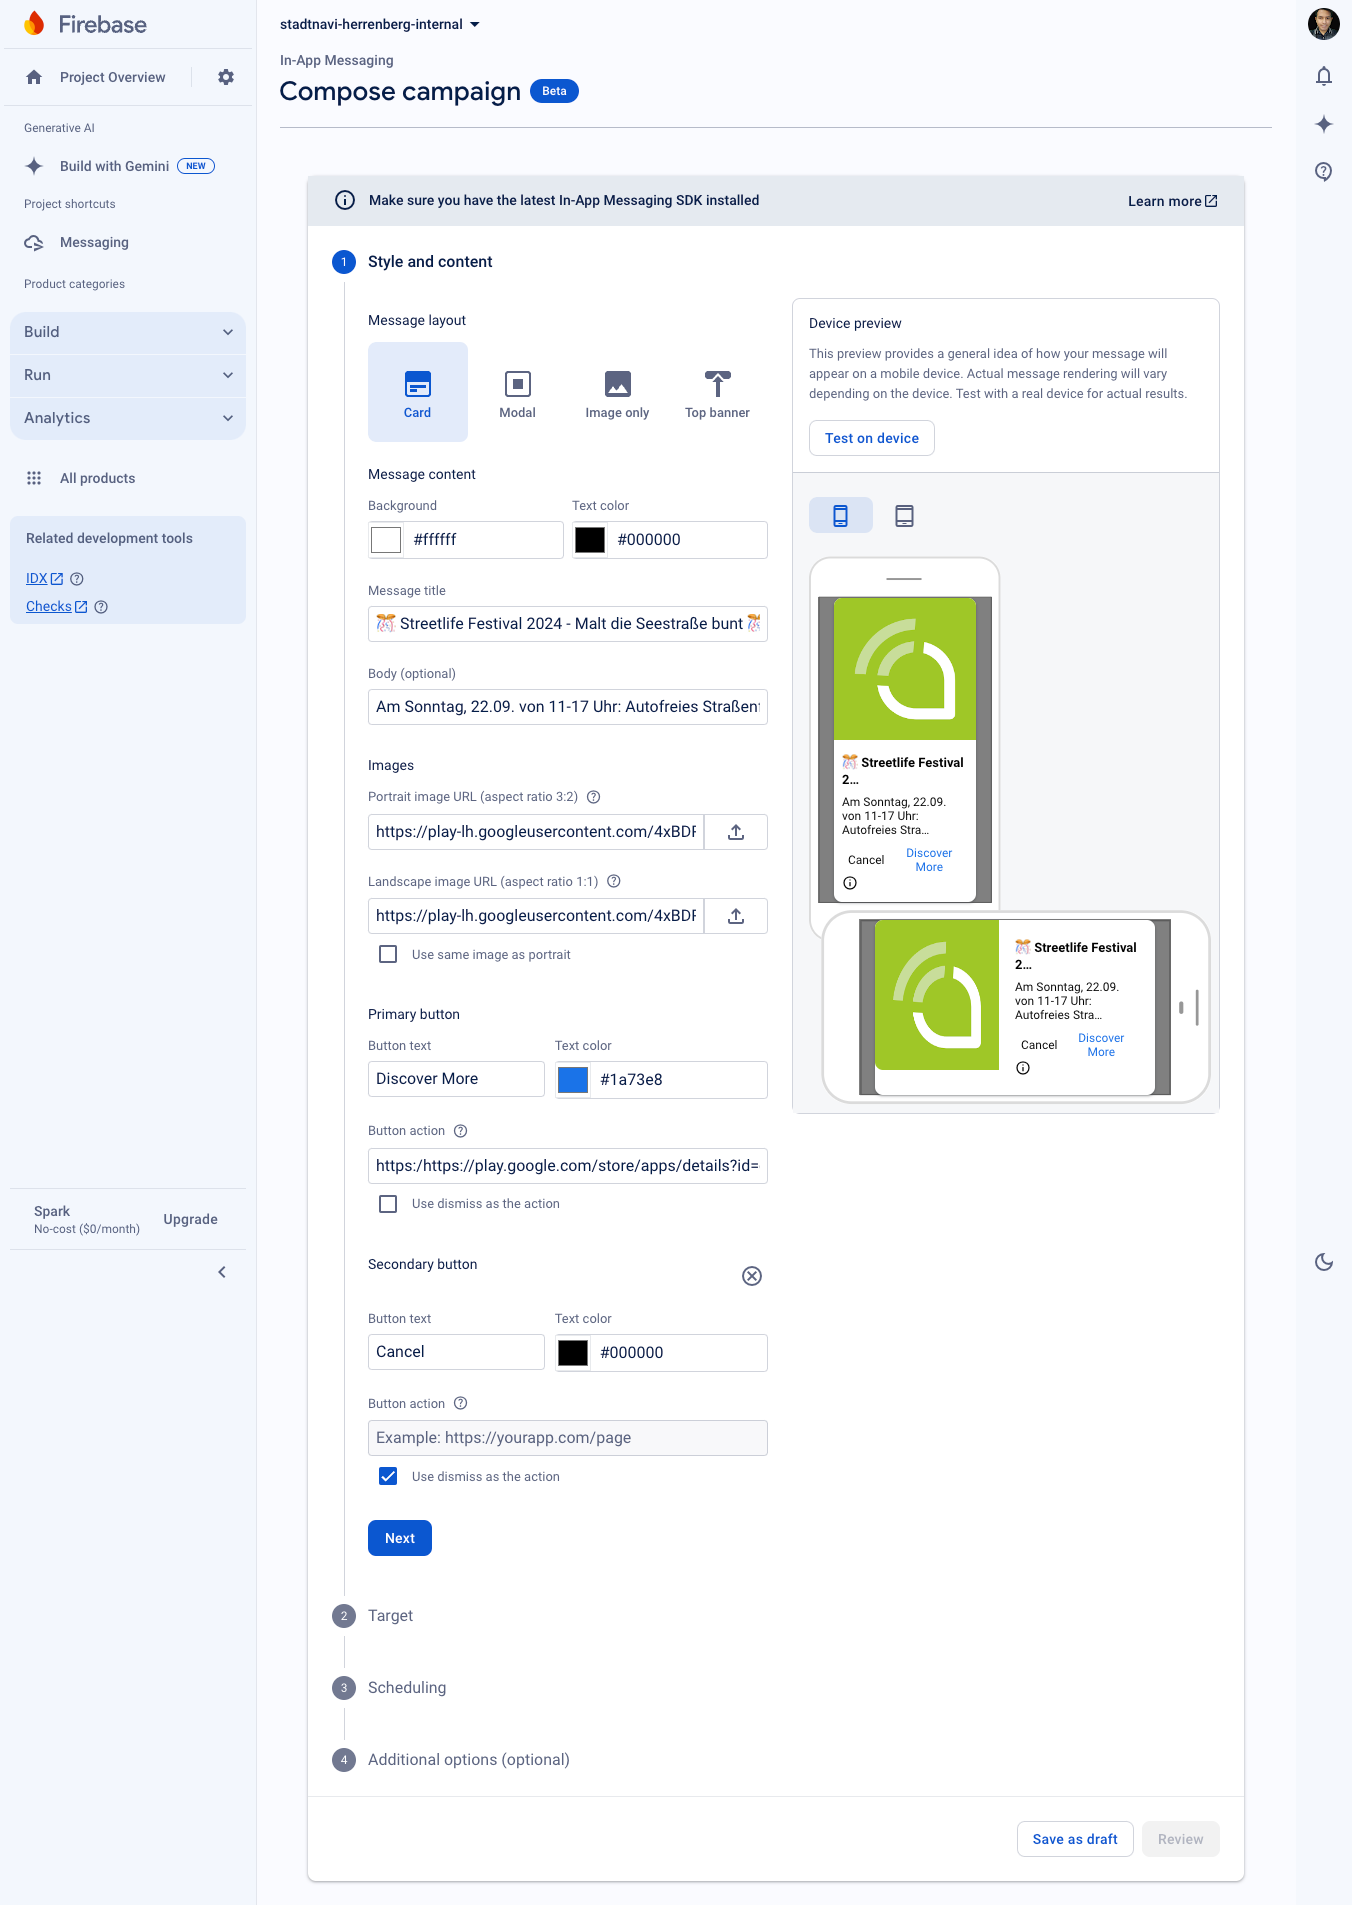 Firebase
Project Overview
Generative AI
Build with Gemini NEW
Project shortcuts
Messaging
Product categories
Build
Run
Analytics
All products
Related development tools
IDX
Checks
Spark
No-cost ($0/month)
Upgrade
stadtnavi-herrenberg-internal
In-App Messaging
Compose campaign Beta
Make sure you have the latest In-App Messaging SDK installed
Learn more
1 Style and content
Message layout
Card
Modal
Image only
Top banner
Message content
Background
Text color
#ffffff
#000000
Message title
🎊 Streetlife Festival 2024 - Malt die Seestraße bunt 🎊
Body (optional)
Am Sonntag, 22.09. von 11-17 Uhr: Autofreies Straßenf
Images
Portrait image URL (aspect ratio 3:2)
https://play-lh.googleusercontent.com/4xBDF
Landscape image URL (aspect ratio 1:1)
https://play-lh.googleusercontent.com/4xBDF
Use same image as portrait
Primary button
Button text
Text color
Discover More
#1a73e8
Button action
https:/https://play.google.com/store/apps/details?id=
Use dismiss as the action
Secondary button
Button text
Text color
Cancel
#000000
Button action
Example: https://yourapp.com/page
Use dismiss as the action
Next
Device preview
This preview provides a general idea of how your message will
appear on a mobile device. Actual message rendering will vary
depending on the device. Test with a real device for actual results.
Test on device
🎊 Streetlife Festival
2...
Am Sonntag, 22.09.
von 11-17 Uhr:
Autofreies Stra...
Cancel
Discover
More
🎊 Streetlife Festival
2...
Am Sonntag, 22.09.
von 11-17 Uhr:
Autofreies Stra...
Cancel
Discover
More
2 Target
3 Scheduling
4 Additional options (optional)
Save as draft
Review